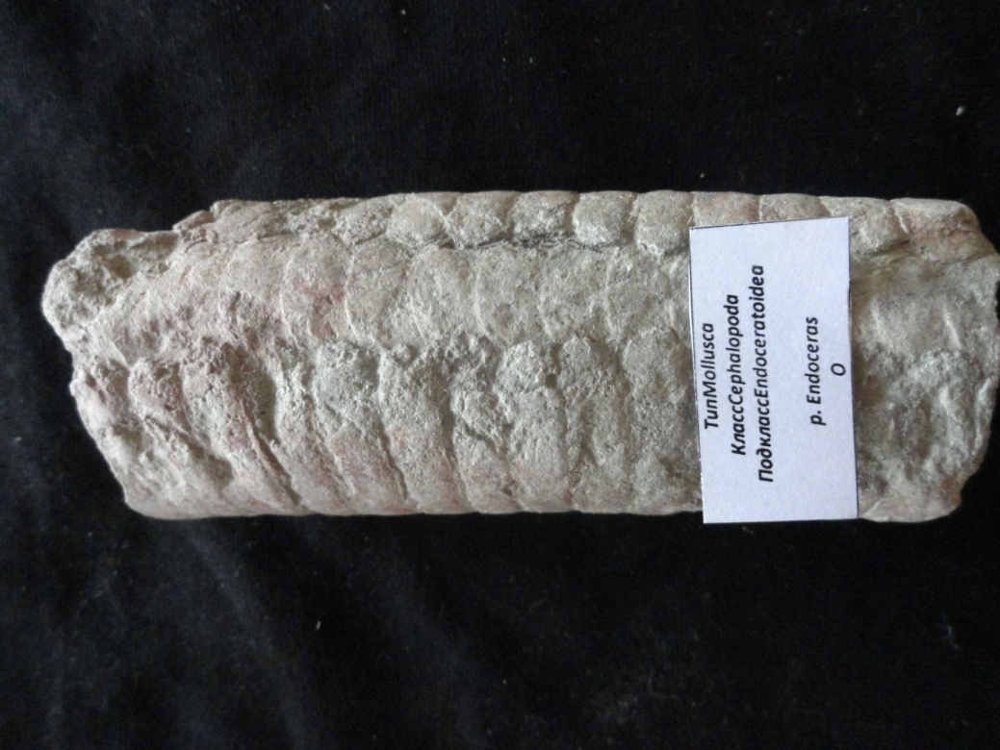 ТипMollusca
КлассCephalopoda
ПодклассEndoceratoidea
р. Endoceras
O